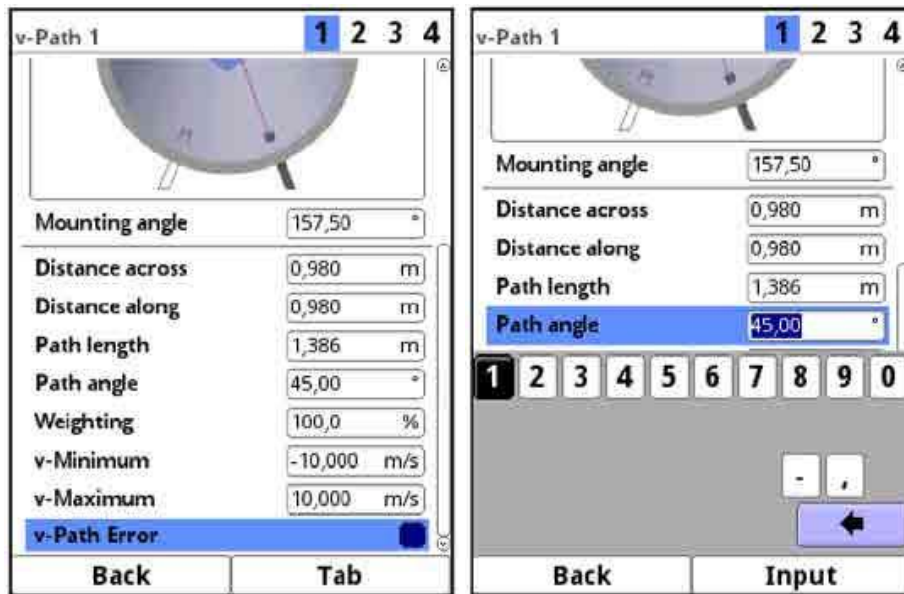 v-Path 1 1 2 3 4
Mounting angle 157,50 °
Distance across 0,980 m
Distance along 0,980 m
Path length 1,386 m
Path angle 45,00 °
Weighting 100,0 %
v-Minimum -10,000 m/s
v-Maximum 10,000 m/s
v-Path Error
Back Tab
v-Path 1 1 2 3 4
Mounting angle 157,50 °
Distance across 0,980 m
Distance along 0,980 m
Path length 1,386 m
Path angle 45,00 °
1 2 3 4 5 6 7 8 9 0
- ,
Back Input